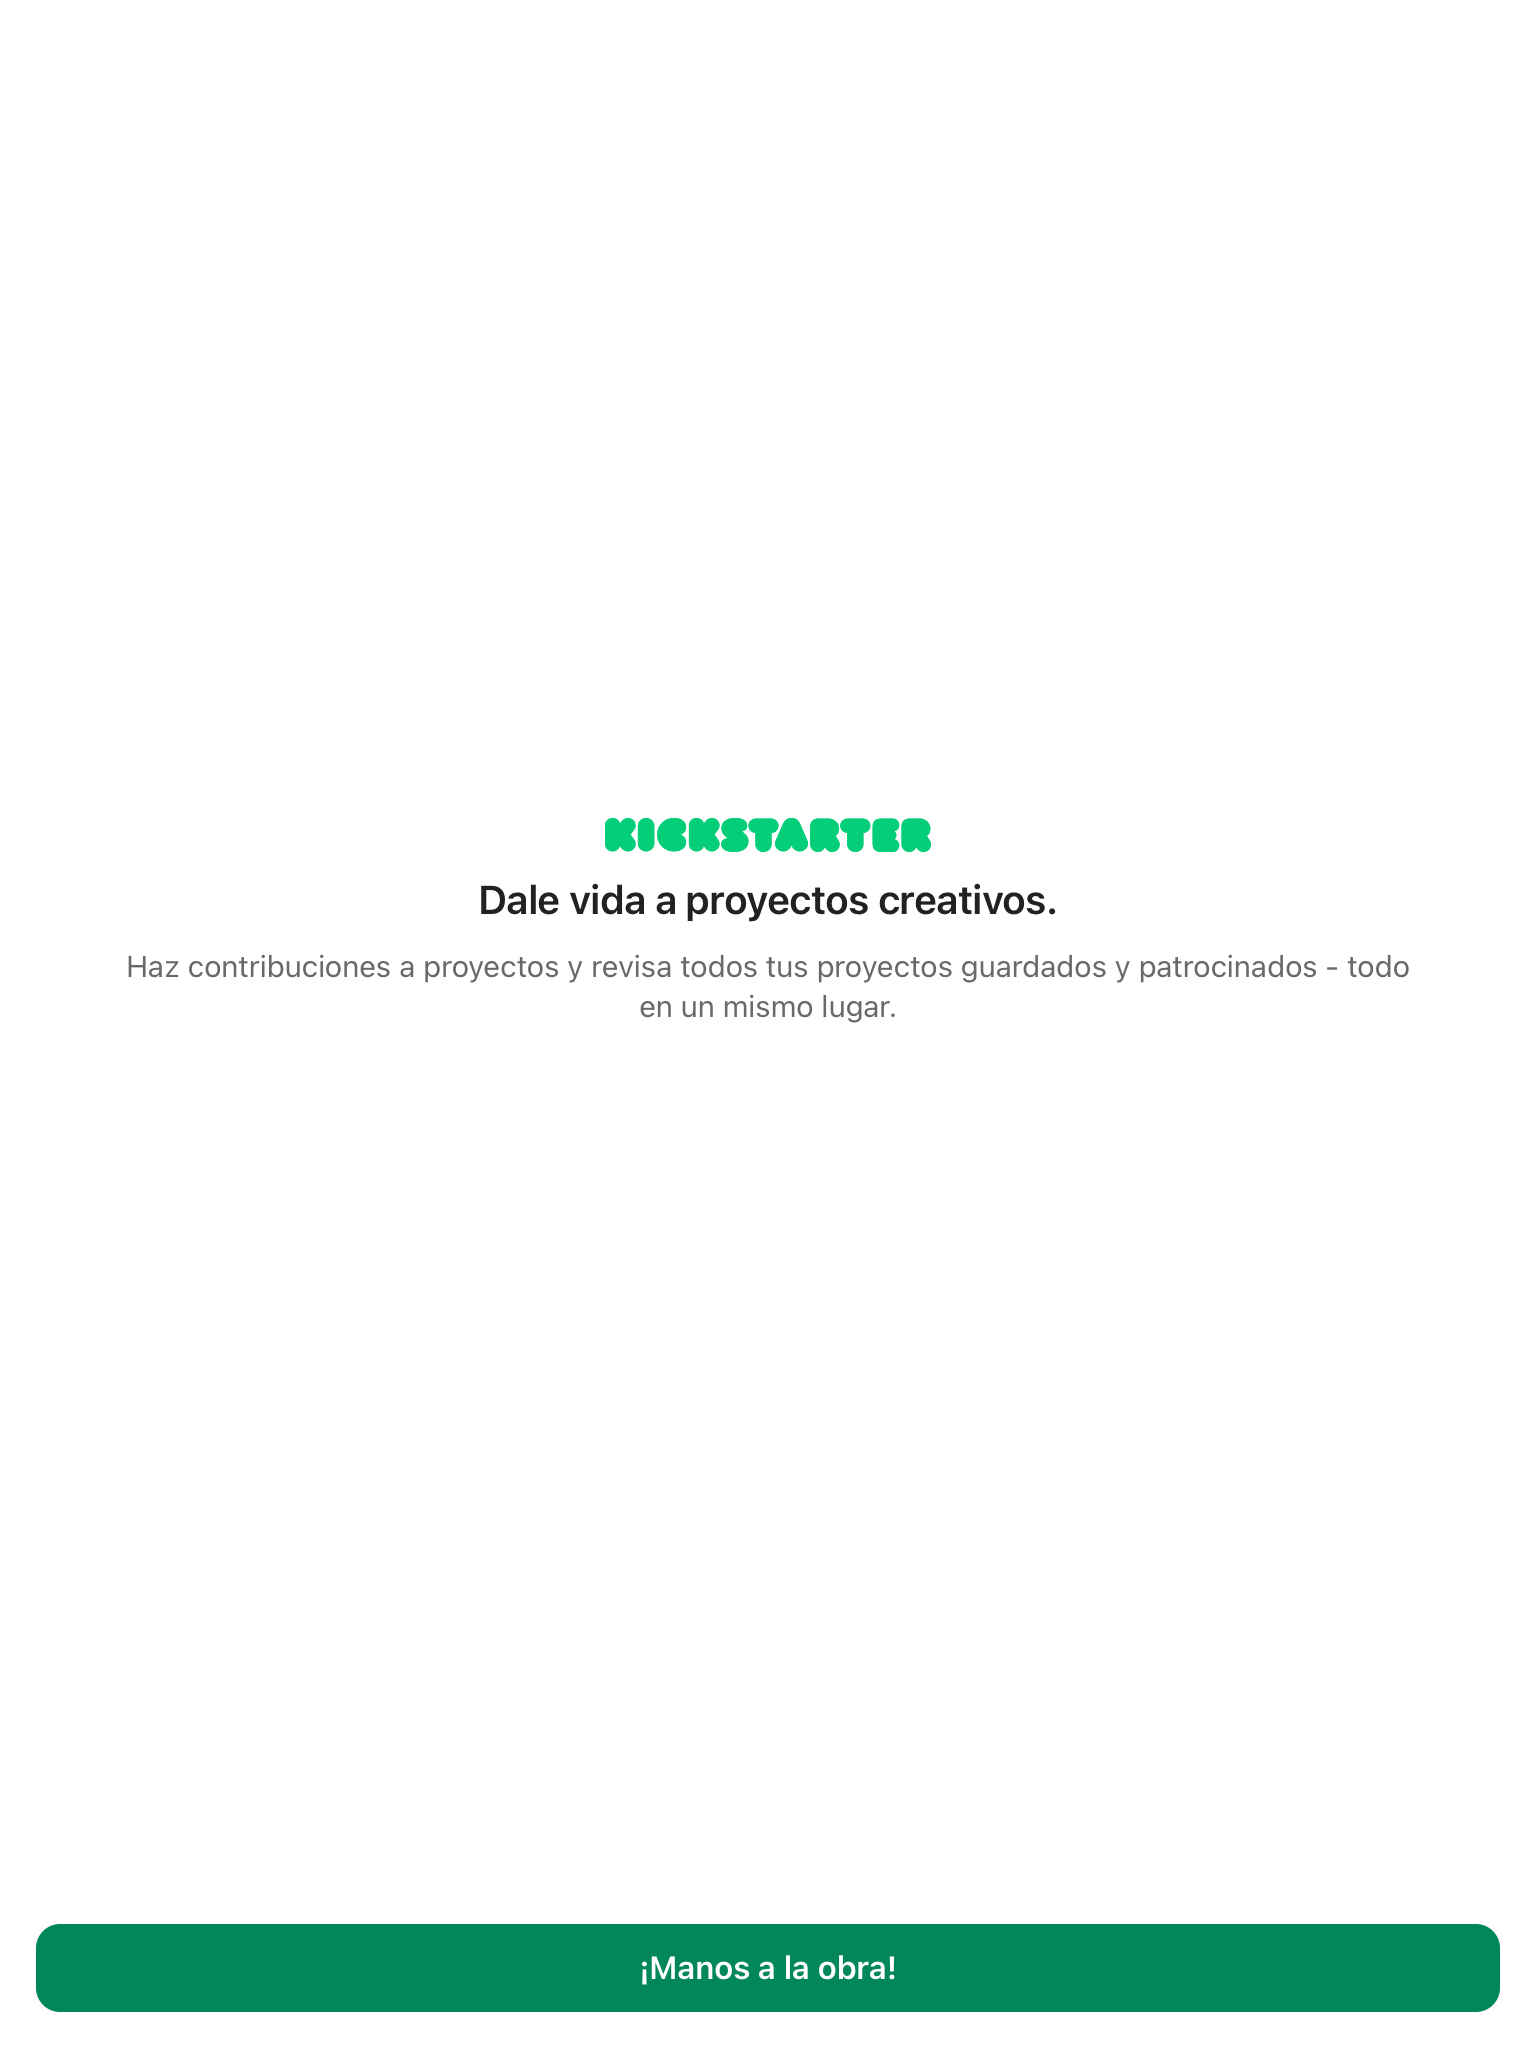 KICKSTARTER
Dale vida a proyectos creativos.
Haz contribuciones a proyectos y revisa todos tus proyectos guardados y patrocinados - todo
en un mismo lugar.
¡Manos a la obra!